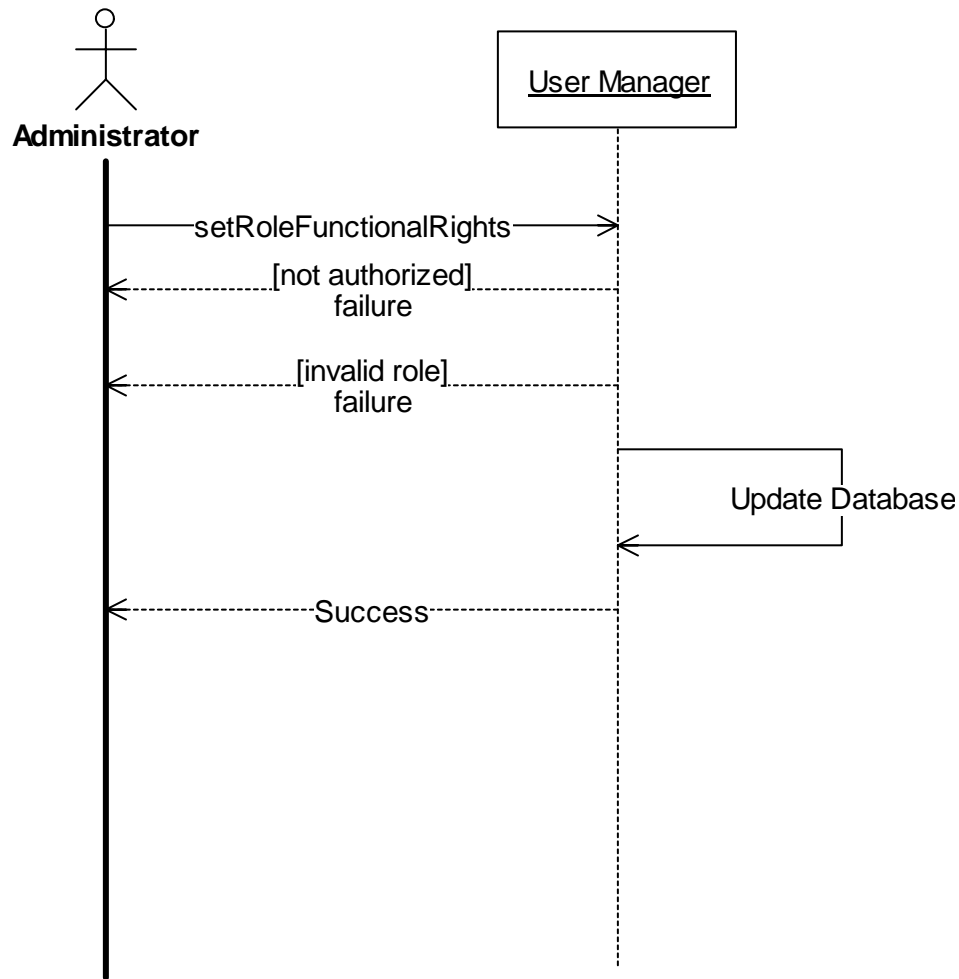 User Manager
Administrator
setRoleFunctionalRights
[not authorized]
failure
[invalid role]
failure
Update Database
Success